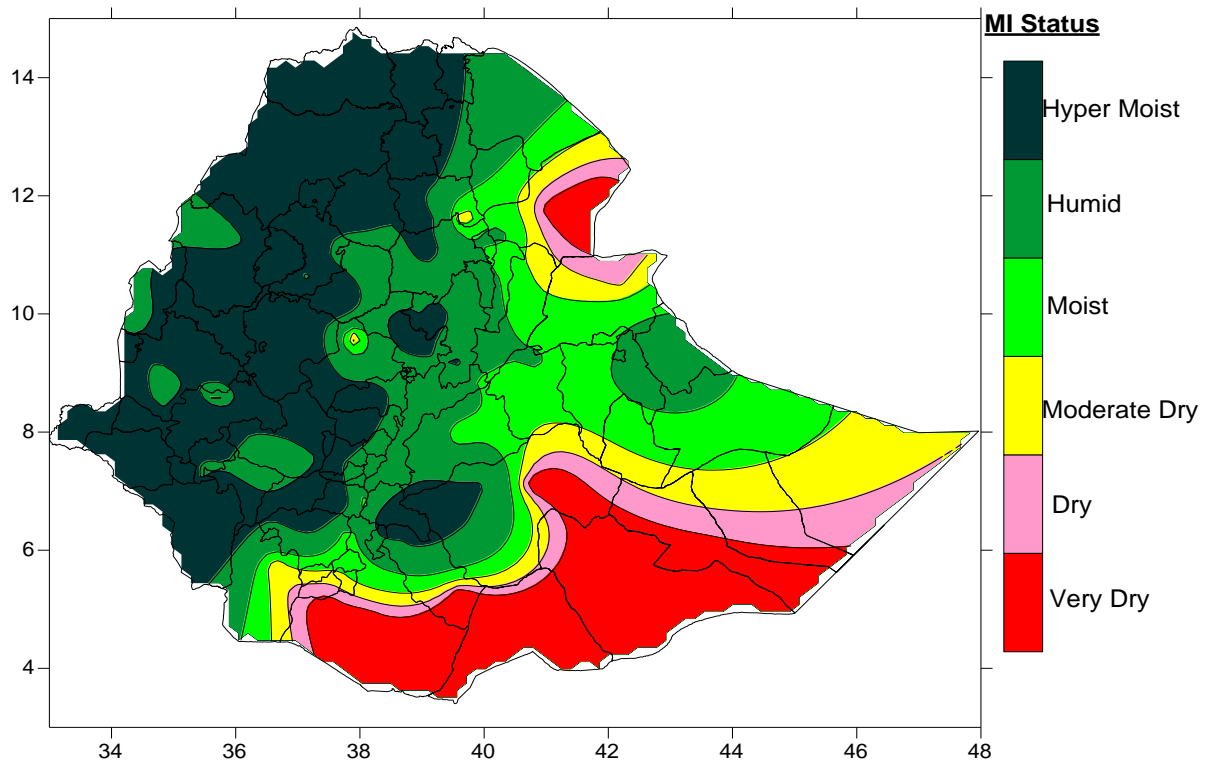 MI Status
Hyper Moist
Humid
Moist
Moderate Dry
Dry
Very Dry
14
12
10
8
6
4
34 36 38 40 42 44 46 48